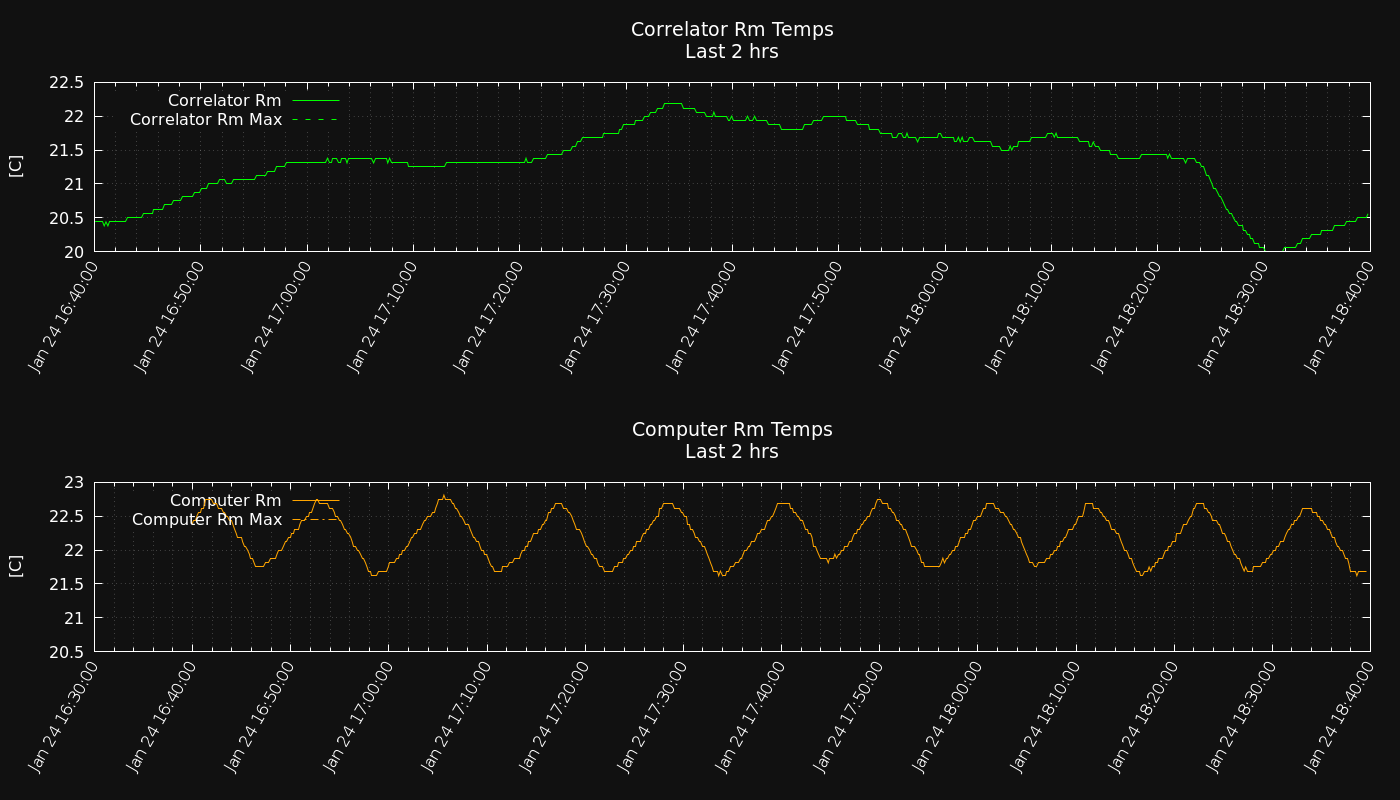 Correlator Rm Temps
Last 2 hrs
22.5
22
21.5
21
20.5
20
[C]
Correlator Rm
Correlator Rm Max
Jan 24 16:40:00
Jan 24 16:50:00
Jan 24 17:00:00
Jan 24 17:10:00
Jan 24 17:20:00
Jan 24 17:30:00
Jan 24 17:40:00
Jan 24 17:50:00
Jan 24 18:00:00
Jan 24 18:10:00
Jan 24 18:20:00
Jan 24 18:30:00
Jan 24 18:40:00
Computer Rm Temps
Last 2 hrs
23
22.5
22
21.5
21
20.5
[C]
Computer Rm
Computer Rm Max
Jan 24 16:30:00
Jan 24 16:40:00
Jan 24 16:50:00
Jan 24 17:00:00
Jan 24 17:10:00
Jan 24 17:20:00
Jan 24 17:30:00
Jan 24 17:40:00
Jan 24 17:50:00
Jan 24 18:00:00
Jan 24 18:10:00
Jan 24 18:20:00
Jan 24 18:30:00
Jan 24 18:40:00